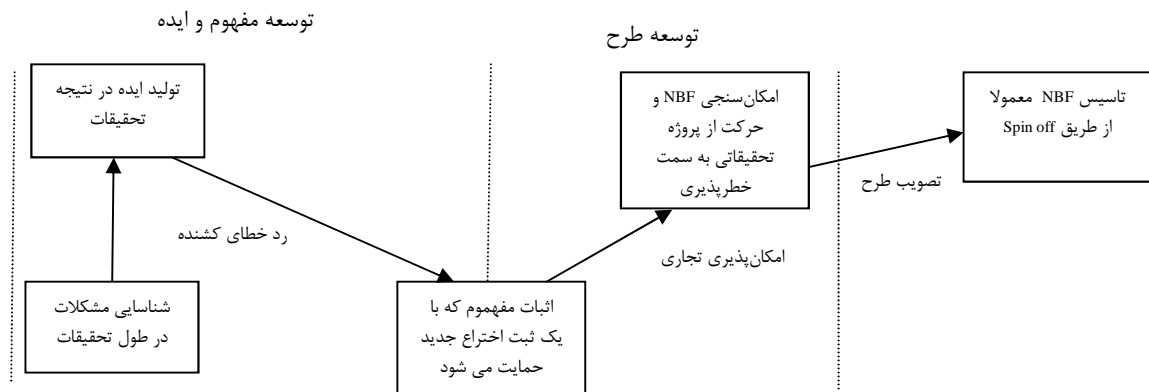 توسعه مفهوم و ایده
توسعه طرح
تولید ایده در نتیجه
تحقیقات
رد خطای کشنده
شناسایی مشکلات
در طول تحقیقات
اثبات مفهموم که با
یک ثبت اختراع جدید
حمایت می شود
امکان‌پذیری تجاری
امکان‌سنجی NBF و
حرکت از پروژه
تحقیقاتی به سمت
خطرپذیری
تصویب طرح
تاسیس NBF معمولا
از طریق Spin off